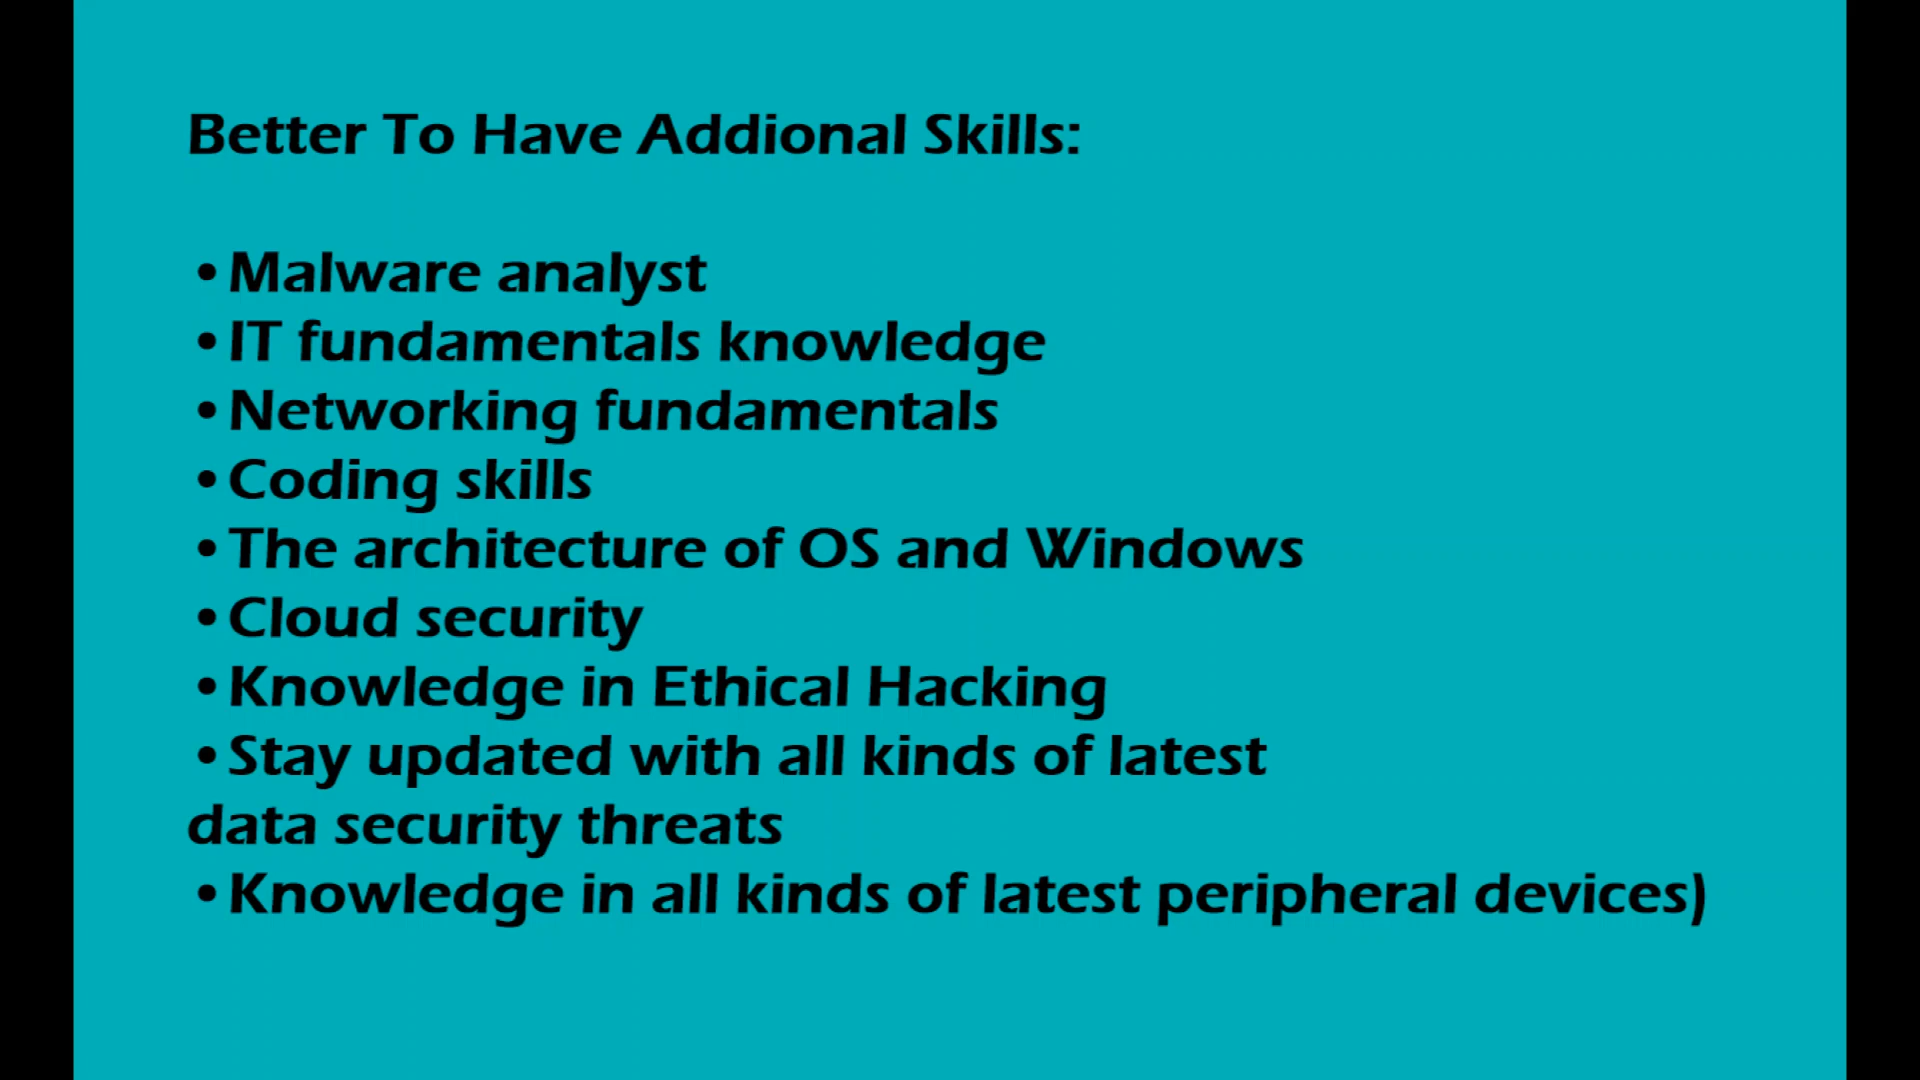 Better To Have Addional Skills:
•Malware analyst
•IT fundamentals knowledge
•Networking fundamentals
•Coding skills
•The architecture of OS and Windows
•Cloud security
•Knowledge in Ethical Hacking
•Stay updated with all kinds of latest
data security threats
•Knowledge in all kinds of latest peripheral devices)